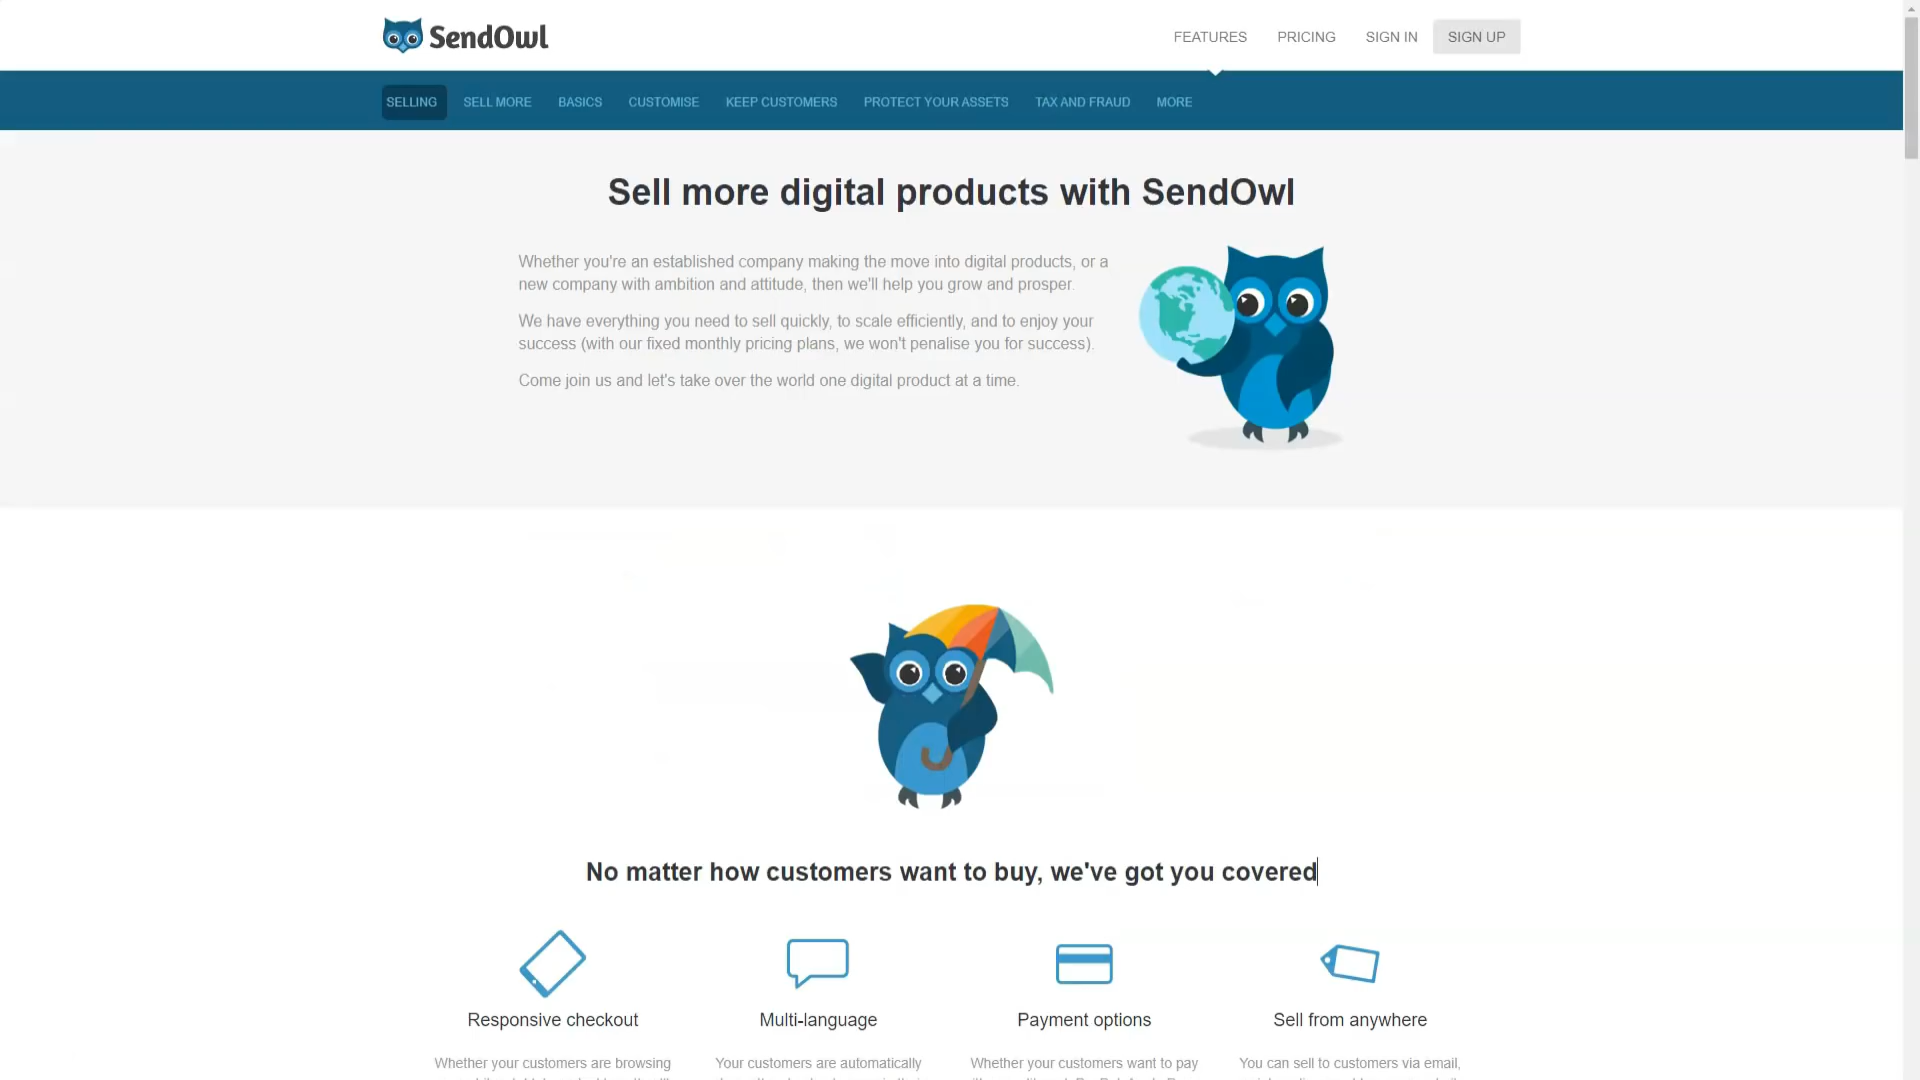 SendOwl
FEATURES PRICING SIGN IN SIGN UP
SELLING SELL MORE BASICS CUSTOMISE KEEP CUSTOMERS PROTECT YOUR ASSETS TAX AND FRAUD MORE
Sell more digital products with SendOwl
Whether you're an established company making the move into digital products, or a
new company with ambition and attitude, then we'll help you grow and prosper.
We have everything you need to sell quickly, to scale efficiently, and to enjoy your
success (with our fixed monthly pricing plans, we won't penalise you for success).
Come join us and let's take over the world one digital product at a time.
No matter how customers want to buy, we've got you covered
Responsive checkout
Multi-language
Payment options
Sell from anywhere
Whether your customers are browsing
Your customers are automatically
Whether your customers want to pay
You can sell to customers via email,